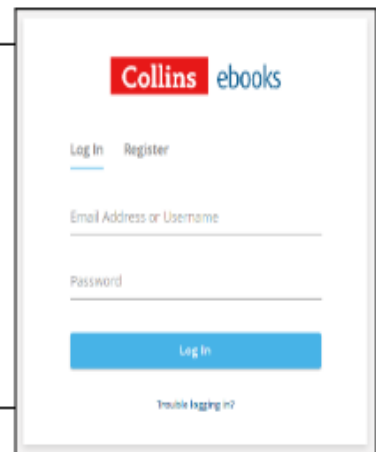 Collins ebooks
Log In Register
Email Address or Username
Password
Log In
Trouble logging in?